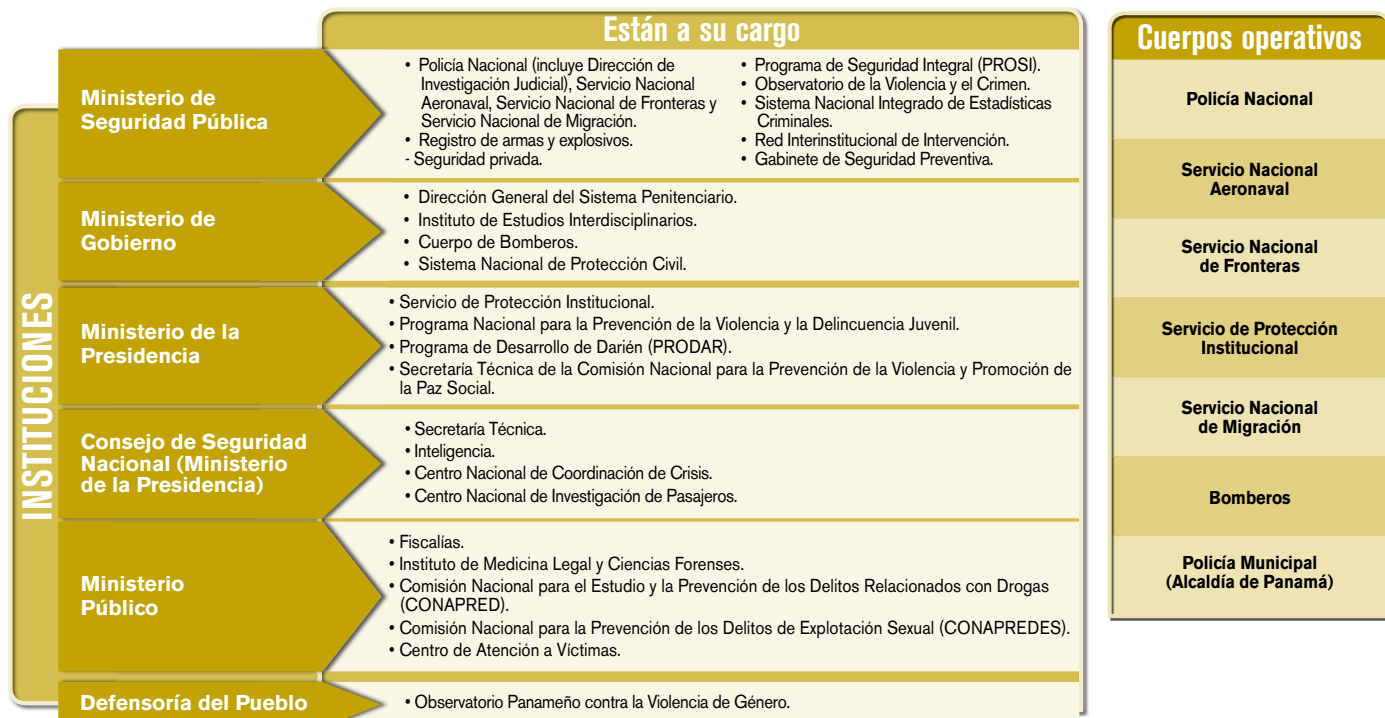 Están a su cargo
INSTITUCIONES
Ministerio de
Seguridad Pública
• Policía Nacional (incluye Dirección de
Investigación Judicial), Servicio Nacional
Aeronaval, Servicio Nacional de Fronteras y
Servicio Nacional de Migración.
• Registro de armas y explosivos.
- Seguridad privada.
• Programa de Seguridad Integral (PROSI).
• Observatorio de la Violencia y el Crimen.
• Sistema Nacional Integrado de Estadísticas
Criminales.
• Red Interinstitucional de Intervención.
• Gabinete de Seguridad Preventiva.
Ministerio de
Gobierno
• Dirección General del Sistema Penitenciario.
• Instituto de Estudios Interdisciplinarios.
• Cuerpo de Bomberos.
• Sistema Nacional de Protección Civil.
Ministerio de la
Presidencia
• Servicio de Protección Institucional.
• Programa Nacional para la Prevención de la Violencia y la Delincuencia Juvenil.
• Programa de Desarrollo de Darién (PRODAR).
• Secretaría Técnica de la Comisión Nacional para la Prevención de la Violencia y Promoción de
la Paz Social.
Consejo de Seguridad
Nacional (Ministerio
de la Presidencia)
• Secretaría Técnica.
• Inteligencia.
• Centro Nacional de Coordinación de Crisis.
• Centro Nacional de Investigación de Pasajeros.
Ministerio
Público
• Fiscalías.
• Instituto de Medicina Legal y Ciencias Forenses.
• Comisión Nacional para el Estudio y la Prevención de los Delitos Relacionados con Drogas
(CONAPRED).
• Comisión Nacional para la Prevención de los Delitos de Explotación Sexual (CONAPREDES).
• Centro de Atención a Víctimas.
Defensoría del Pueblo
• Observatorio Panameño contra la Violencia de Género.
Cuerpos operativos
Policía Nacional
Servicio Nacional
Aeronaval
Servicio Nacional
de Fronteras
Servicio de Protección
Institucional
Servicio Nacional
de Migración
Bomberos
Policía Municipal
(Alcaldía de Panamá)